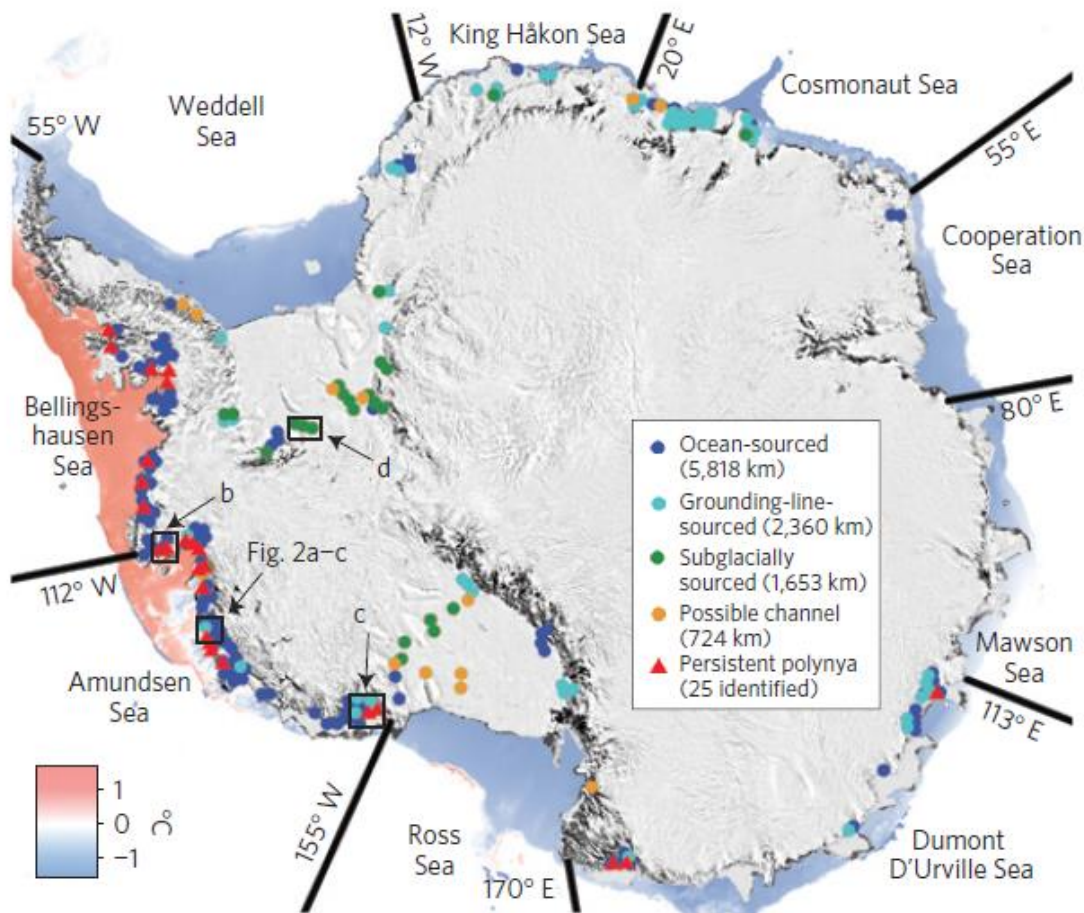 King Håkon Sea
12° W
20° E
Cosmonaut Sea
Weddell
Sea
55° W
55° E
Cooperation
Sea
Bellings-
hausen
Sea
80° E
d
b
Fig. 2a–c
c
112° W
Ocean-sourced
(5,818 km)
Grounding-line-
sourced (2,360 km)
Subglacially
sourced (1,653 km)
Possible channel
(724 km)
Persistent polynya
(25 identified)
Mawson
Sea
113° E
Amundsen
Sea
1
0
−1
°C
155° W
Ross
Sea
170° E
Dumont
D'Urville Sea